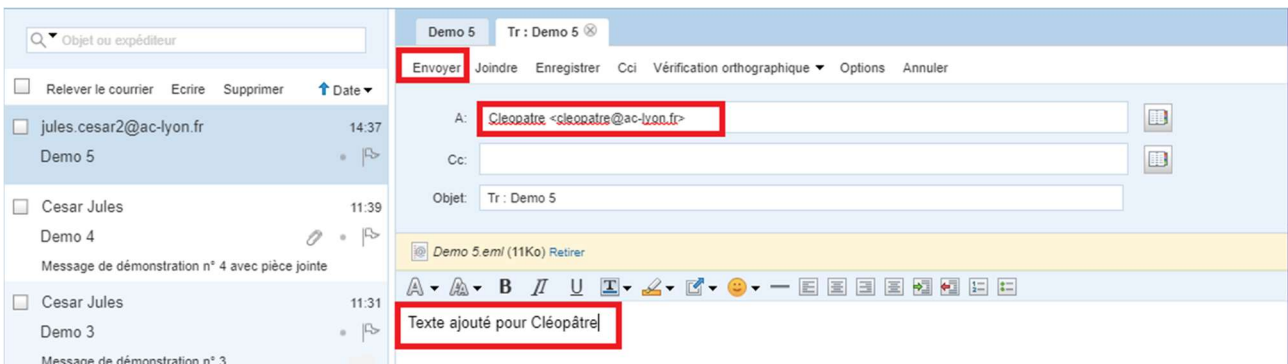 Objet ou expéditeur
Relever le courrier Ecrire Supprimer Date
jules.cesar2@ac-lyon.fr 14:37
Demo 5
Cesar Jules 11:39
Demo 4
Message de démonstration n° 4 avec pièce jointe
Cesar Jules 11:31
Demo 3
Message de démonstration n° 3
Demo 5 Tr : Demo 5
Envoyer Joindre Enregistrer Cci Vérification orthographique Options Annuler
A: Cleopatre <cleopatre@ac-lyon.fr>
Cc:
Objet: Tr : Demo 5
Demo 5.eml (11Ko) Retirer
A A B I U T
Texte ajouté pour Cléopâtre